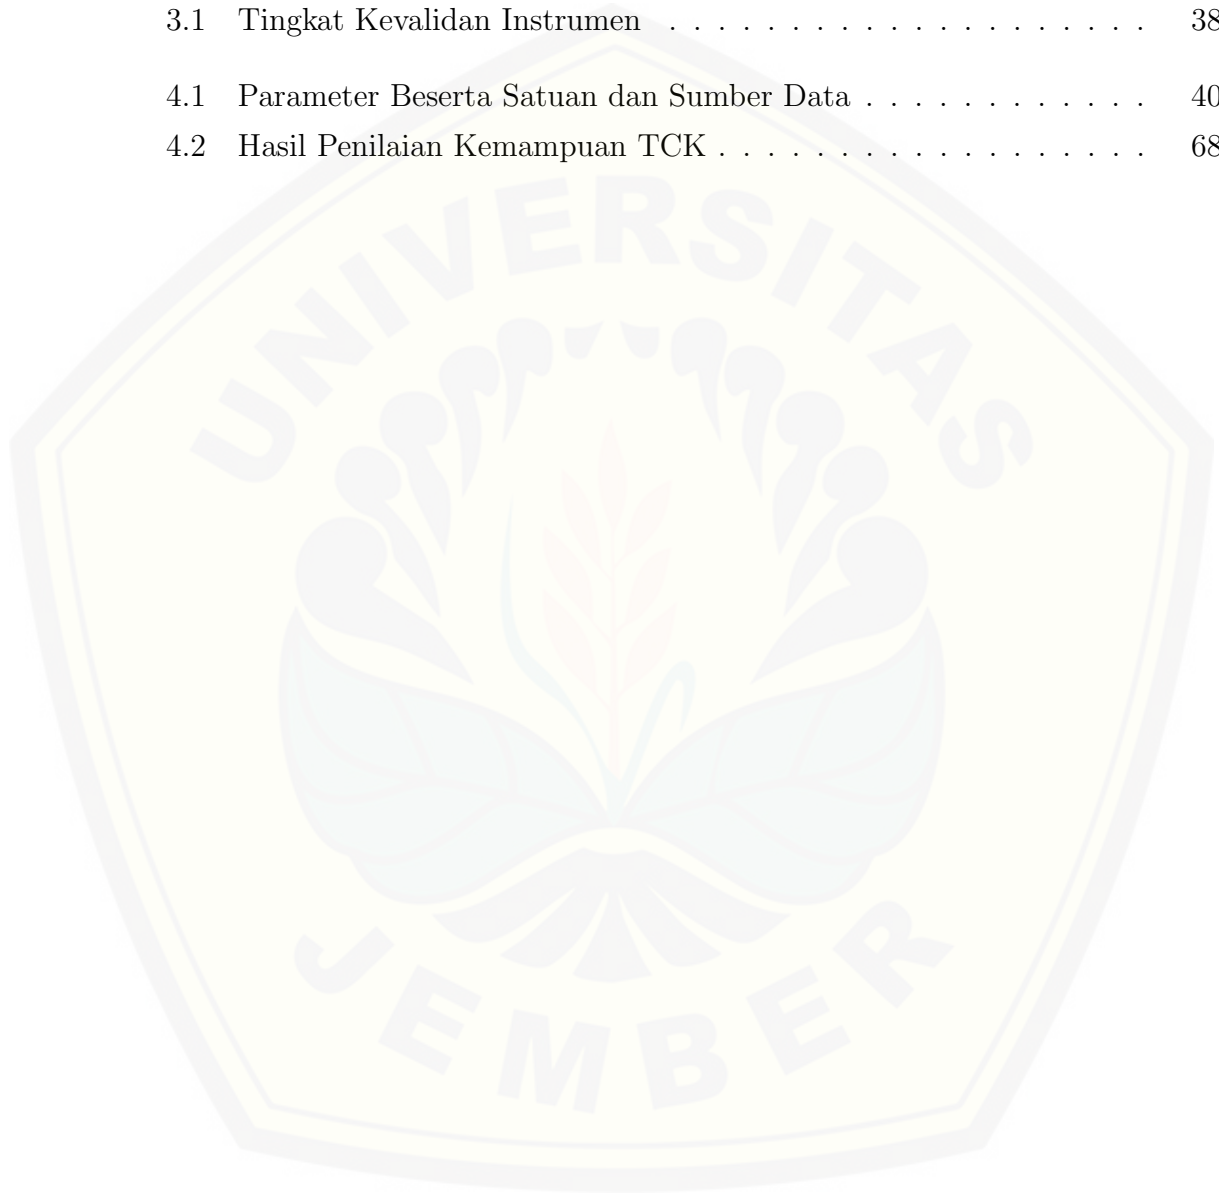 3.1 Tingkat Kevalidan Instrumen . . . . . . . . . . . . . . . . . . . . 38
4.1 Parameter Beserta Satuan dan Sumber Data . . . . . . . . . . . . 40
4.2 Hasil Penilaian Kemampuan TCK . . . . . . . . . . . . . . . . . . 68
UNIVERSITAS
JEMBER